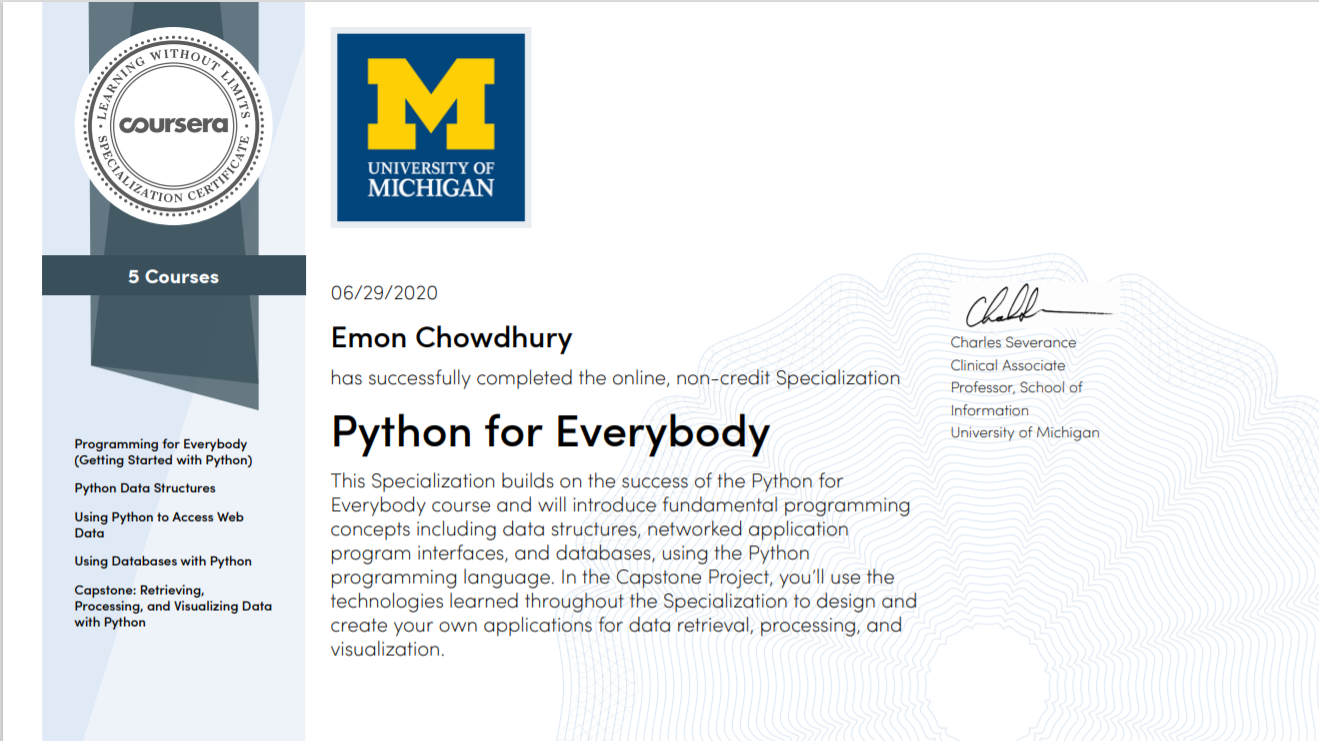 LEARNING WITHOUT LIMITS
coursera
SPECIALIZATION CERTIFICATE
5 Courses
Programming for Everybody
(Getting Started with Python)
Python Data Structures
Using Python to Access Web
Data
Using Databases with Python
Capstone: Retrieving,
Processing, and Visualizing Data
with Python
M
UNIVERSITY OF
MICHIGAN
06/29/2020
Emon Chowdhury
has successfully completed the online, non-credit Specialization
Python for Everybody
This Specialization builds on the success of the Python for
Everybody course and will introduce fundamental programming
concepts including data structures, networked application
program interfaces, and databases, using the Python
programming language. In the Capstone Project, you’ll use the
technologies learned throughout the Specialization to design and
create your own applications for data retrieval, processing, and
visualization.
Charles Severance
Clinical Associate
Professor, School of
Information
University of Michigan